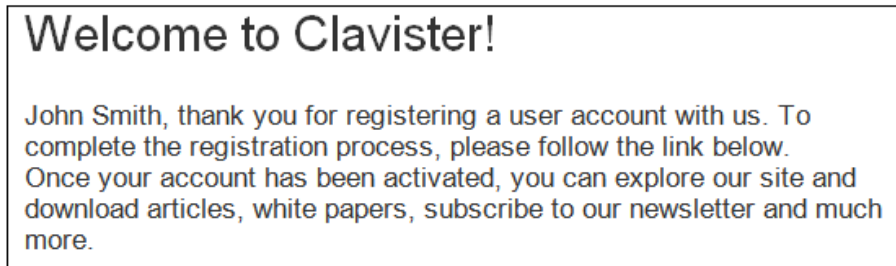 Welcome to Clavister!
John Smith, thank you for registering a user account with us. To
complete the registration process, please follow the link below.
Once your account has been activated, you can explore our site and
download articles, white papers, subscribe to our newsletter and much
more.